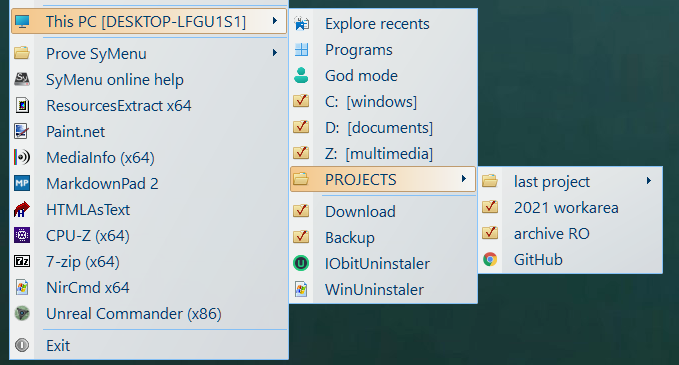 This PC [DESKTOP-LFGU1S1]
Prove SyMenu
SyMenu online help
ResourcesExtract x64
Paint.net
MediaInfo (x64)
MarkdownPad 2
HTMLAsText
CPU-Z (x64)
7-zip (x64)
NirCmd x64
Unreal Commander (x86)
Exit
Explore recents
Programs
God mode
C: [windows]
D: [documents]
Z: [multimedia]
PROJECTS
Download
Backup
IObitUninstaler
WinUninstaler
last project
2021 workarea
archive RO
GitHub